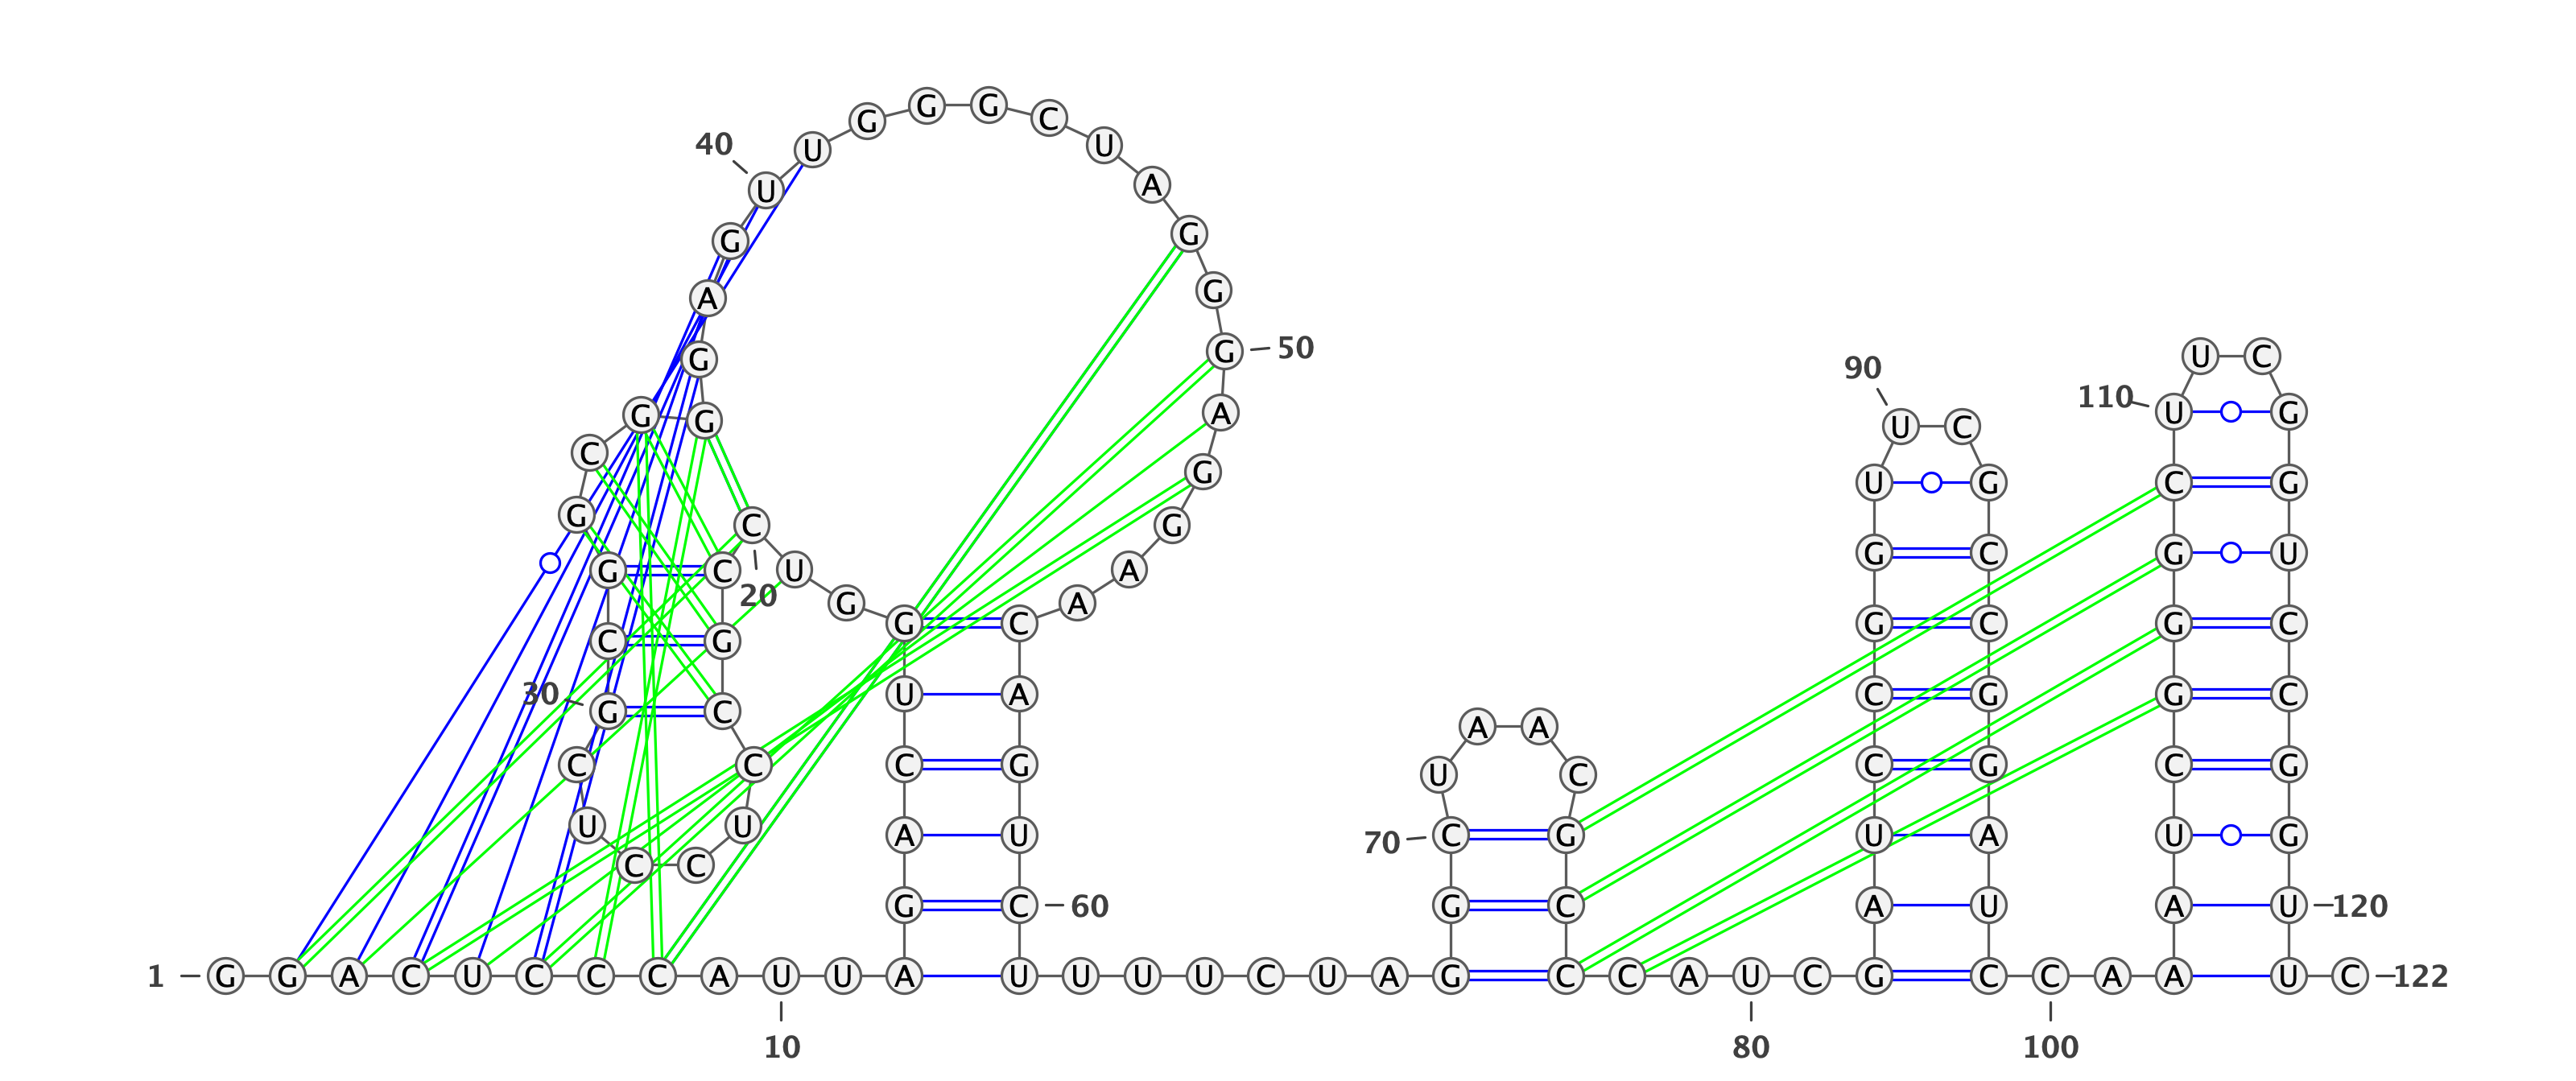 U G G G C U
40 U A
G G
A G
G G 50
G G A
C G
G C G
G C 20 U A
G G C A
C G U A
30 G C C G
C C A U
U U G C 60
C C
A A
U C
70 C G
G C
90 U C
U G
G C
G C
C G
C G
U A
A U
U C
110 U G
C G
G U
G C
G C
C G
U G
A U 120
1 G G A C U C C C A U U A U U U U C U A G C C A U C G C C A A U C 122
10 80 100